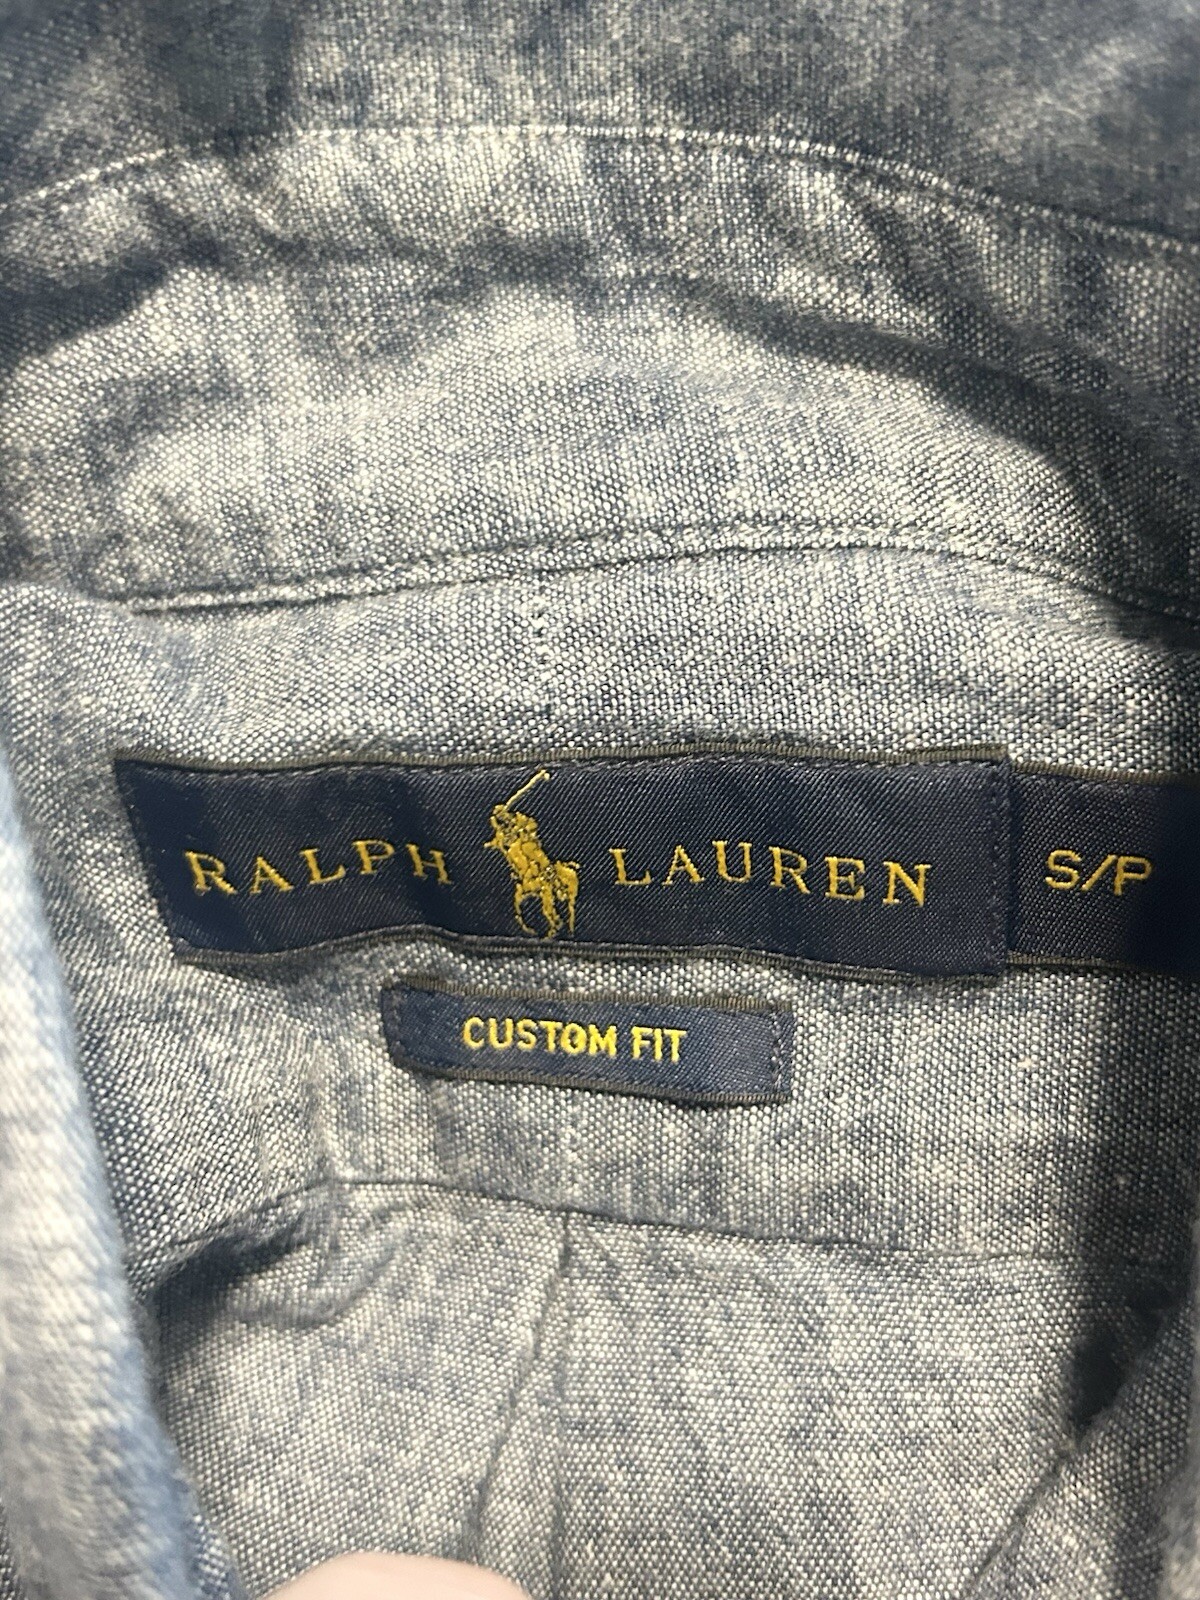 RALPH LAUREN S/P
CUSTOM FIT